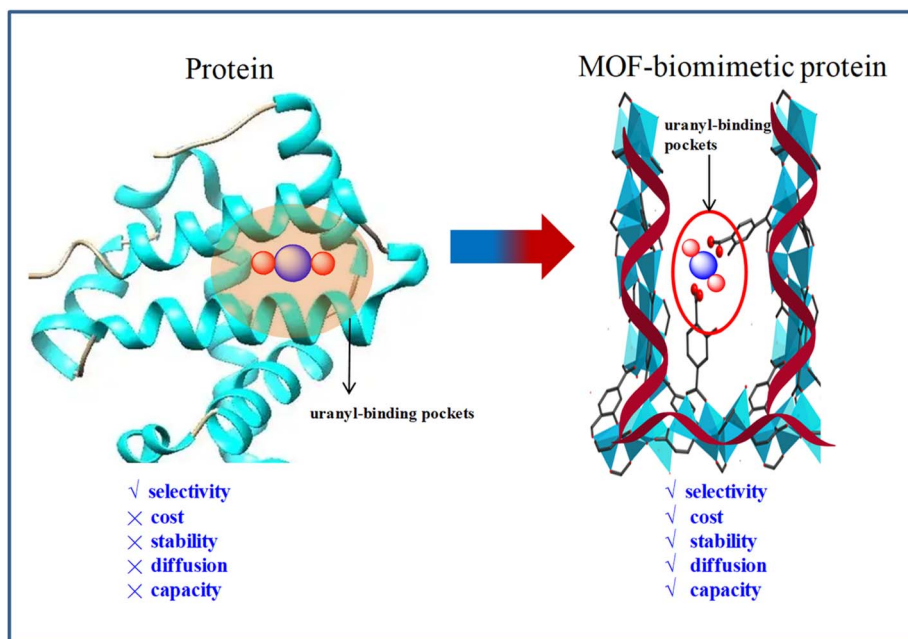 Protein
uranyl-binding pockets
√ selectivity
× cost
× stability
× diffusion
× capacity
MOF-biomimetic protein
uranyl-binding
pockets
√ selectivity
√ cost
√ stability
√ diffusion
√ capacity